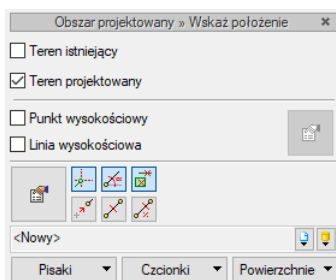 Obszar projektowany » Wskaż położenie
Teren istniejący
Teren projektowany
Punkt wysokościowy
Linia wysokościowa
<Nowy>
Pisaki Czcionki Powierzchnie